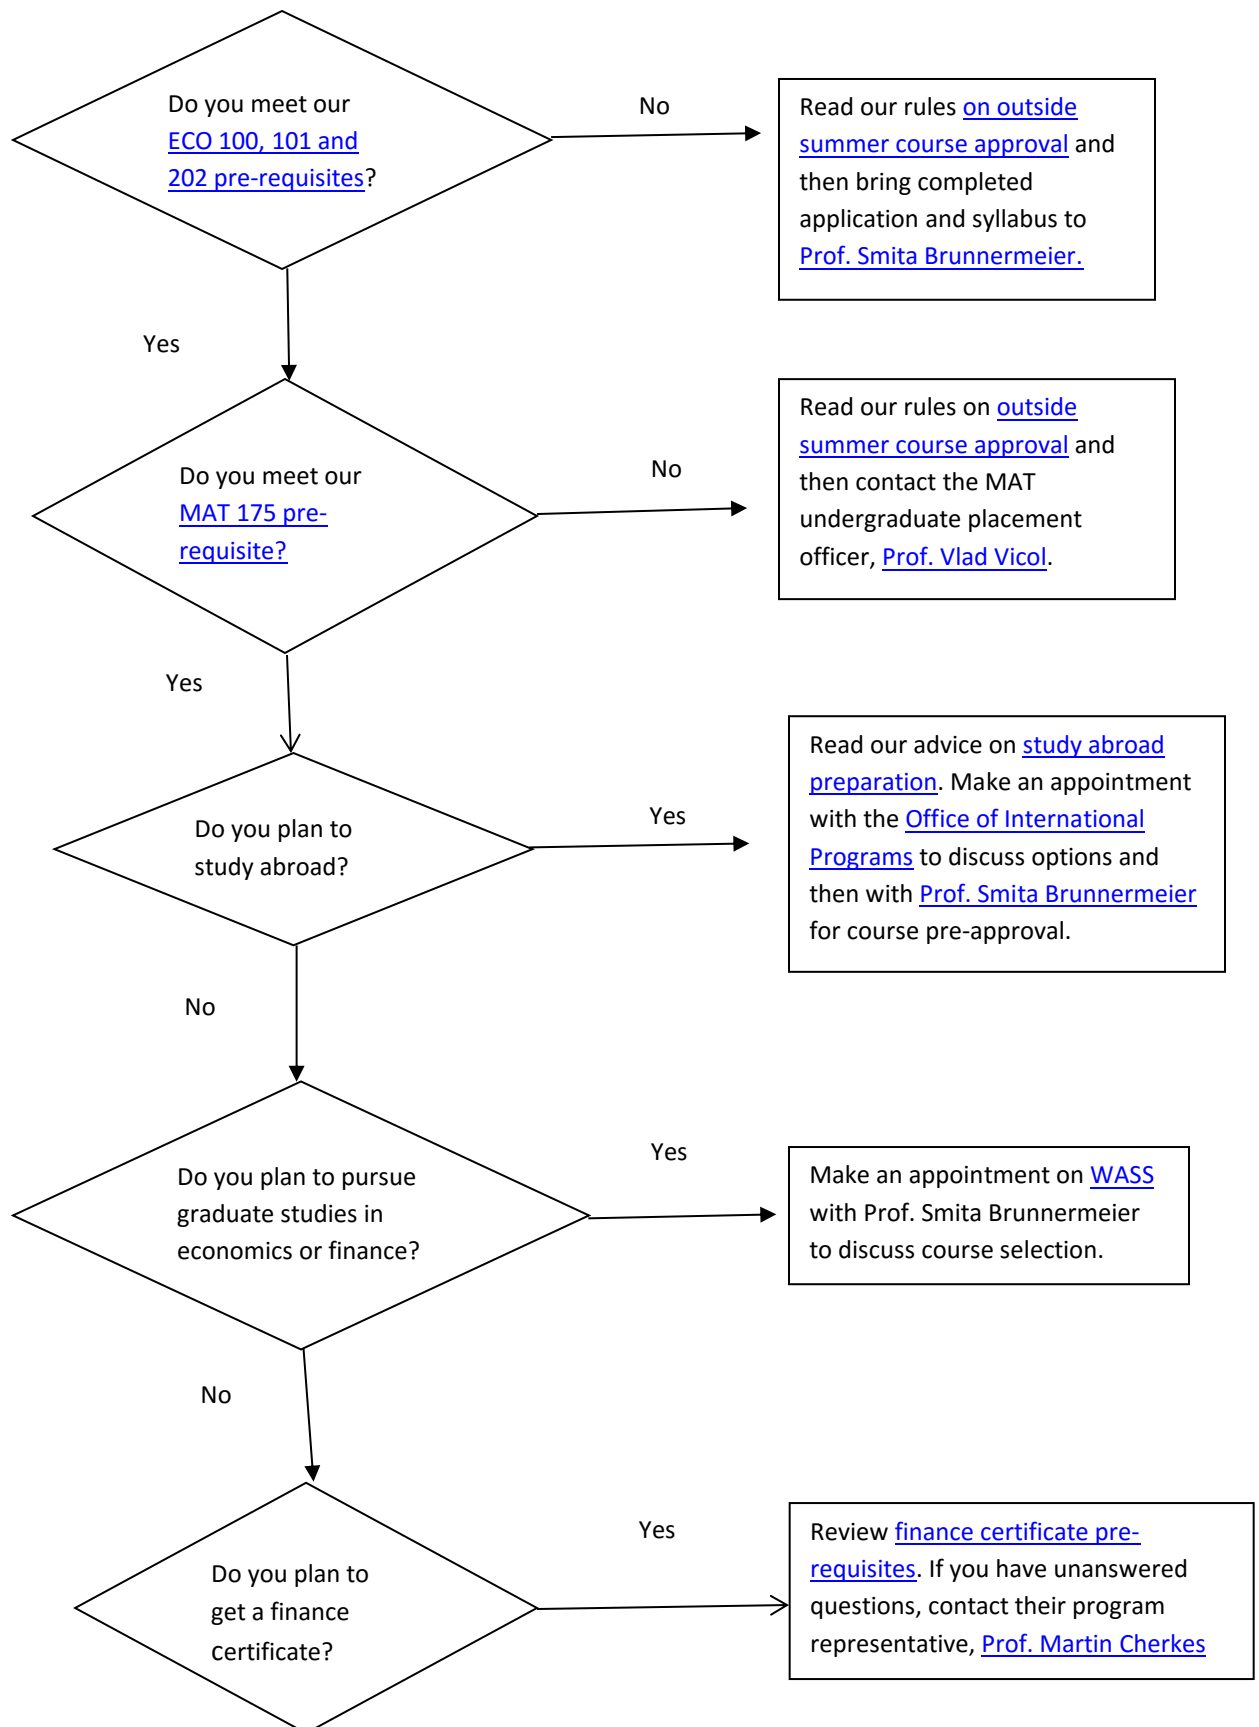 Do you meet our
ECO 100, 101 and
202 pre-requisites?
No
Read our rules on outside
summer course approval and
then bring completed
application and syllabus to
Prof. Smita Brunnermeier.
Yes
Do you meet our
MAT 175 pre-
requisite?
No
Read our rules on outside
summer course approval and
then contact the MAT
undergraduate placement
officer, Prof. Vlad Vicol.
Yes
Do you plan to
study abroad?
Yes
Read our advice on study abroad
preparation. Make an appointment
with the Office of International
Programs to discuss options and
then with Prof. Smita Brunnermeier
for course pre-approval.
No
Do you plan to pursue
graduate studies in
economics or finance?
Yes
Make an appointment on WASS
with Prof. Smita Brunnermeier
to discuss course selection.
No
Do you plan to
get a finance
certificate?
Yes
Review finance certificate pre-
requisites. If you have unanswered
questions, contact their program
representative, Prof. Martin Cherkes